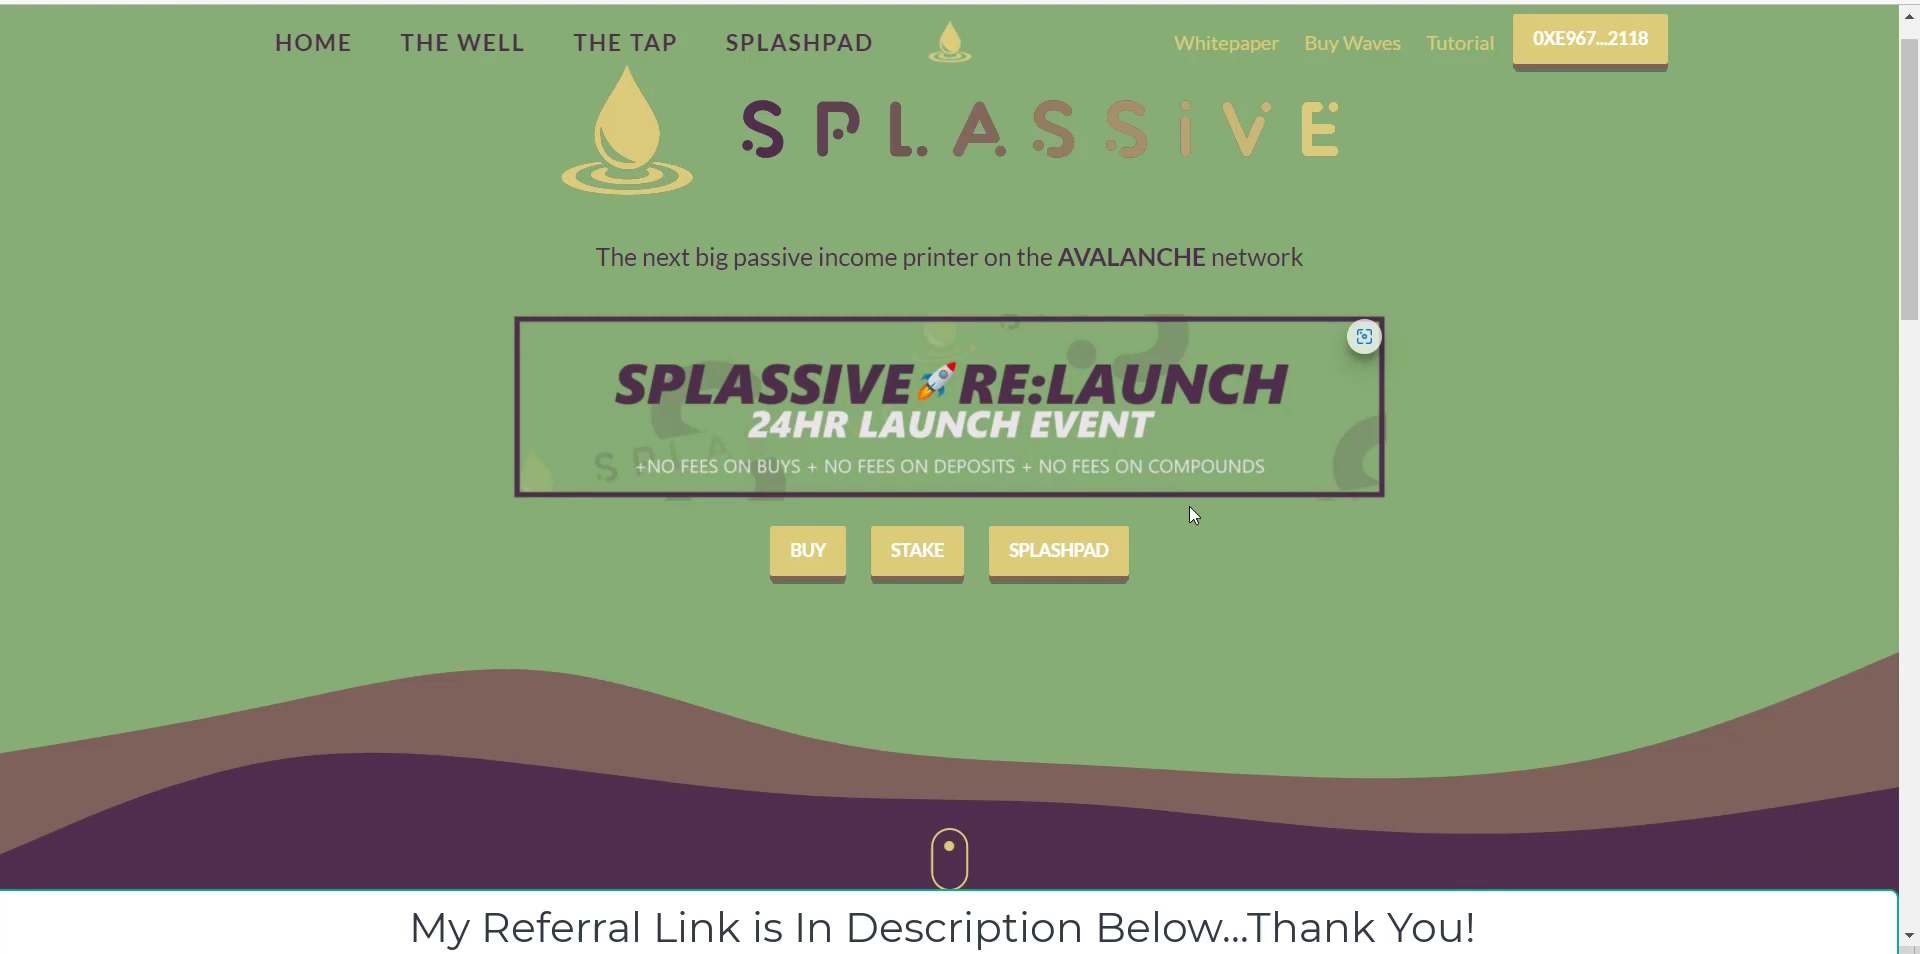 HOME THE WELL THE TAP SPLASHPAD Whitepaper Buy Waves Tutorial 0XE967...2118
SPLASSiVE
The next big passive income printer on the AVALANCHE network
SPLASSIVE🚀RE:LAUNCH
24HR LAUNCH EVENT
+NO FEES ON BUYS + NO FEES ON DEPOSITS + NO FEES ON COMPOUNDS
BUY STAKE SPLASHPAD
My Referral Link is In Description Below...Thank You!